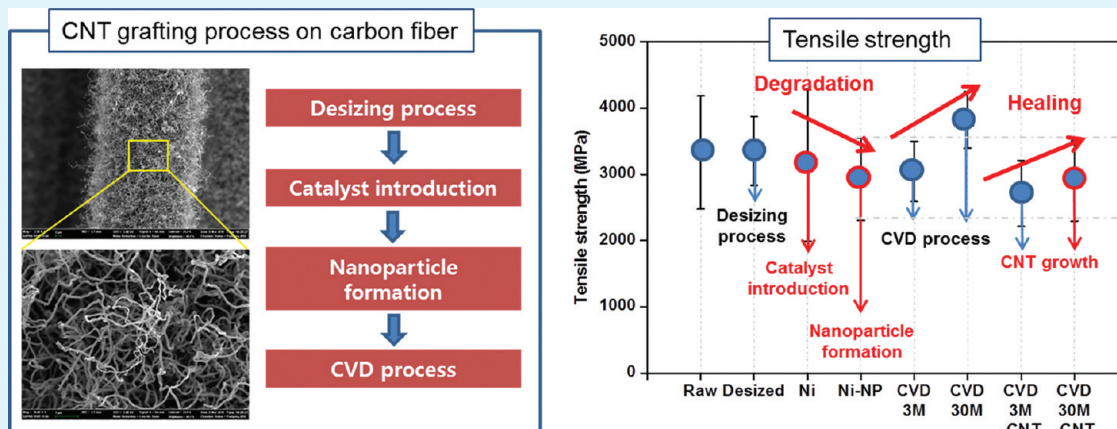 CNT grafting process on carbon fiber
Desizing process
Catalyst introduction
Nanoparticle
formation
CVD process
Tensile strength
Tensile strength (MPa)
5000
4000
3000
2000
1000
0
Degradation
Healing
Desizing
process
Catalyst
introduction
Nanoparticle
formation
CVD process
CNT growth
Raw
Desized
Ni
Ni-NP
CVD
3M
CVD
30M
CVD
3M
CNT
CVD
30M
CNT